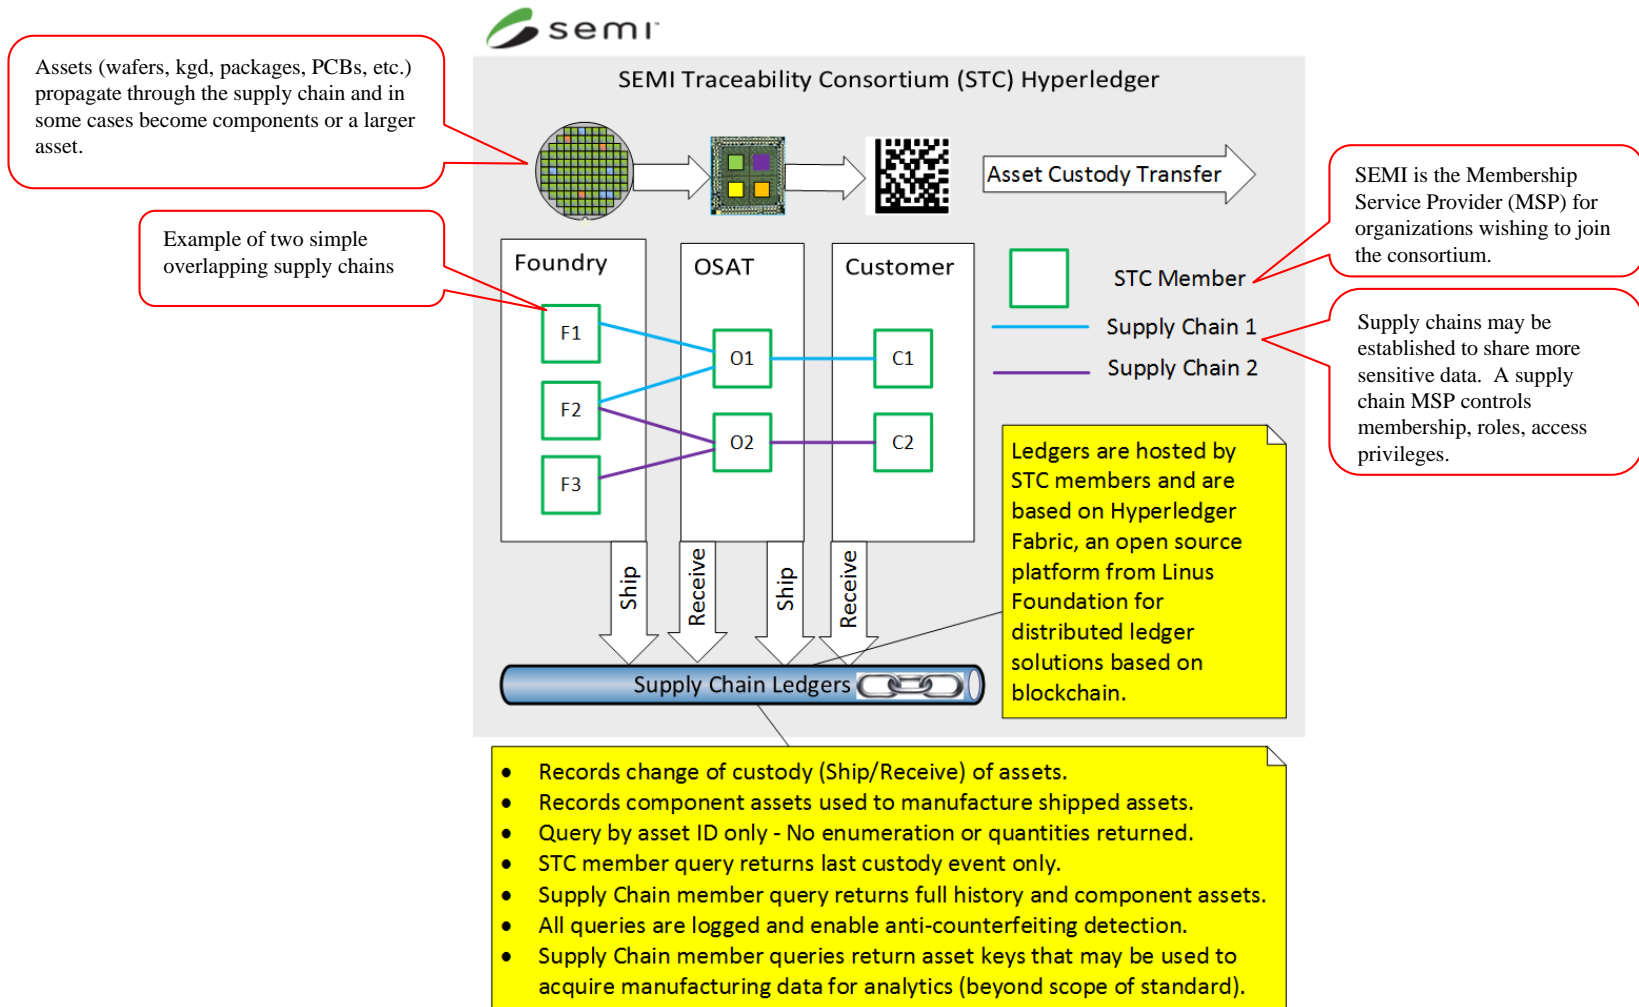 semi™
SEMI Traceability Consortium (STC) Hyperledger
Assets (wafers, kgd, packages, PCBs, etc.)
propagate through the supply chain and in
some cases become components or a larger
asset.
Asset Custody Transfer
SEMI is the Membership
Service Provider (MSP) for
organizations wishing to join
the consortium.
Example of two simple
overlapping supply chains
Foundry
OSAT
Customer
STC Member
F1
F2
F3
O1
O2
C1
C2
Supply Chain 1
Supply Chain 2
Supply chains may be
established to share more
sensitive data. A supply
chain MSP controls
membership, roles, access
privileges.
Ledgers are hosted by
STC members and are
based on Hyperledger
Fabric, an open source
platform from Linus
Foundation for
distributed ledger
solutions based on
blockchain.
Ship
Receive
Ship
Receive
Supply Chain Ledgers
• Records change of custody (Ship/Receive) of assets.
• Records component assets used to manufacture shipped assets.
• Query by asset ID only - No enumeration or quantities returned.
• STC member query returns last custody event only.
• Supply Chain member query returns full history and component assets.
• All queries are logged and enable anti-counterfeiting detection.
• Supply Chain member queries return asset keys that may be used to
acquire manufacturing data for analytics (beyond scope of standard).